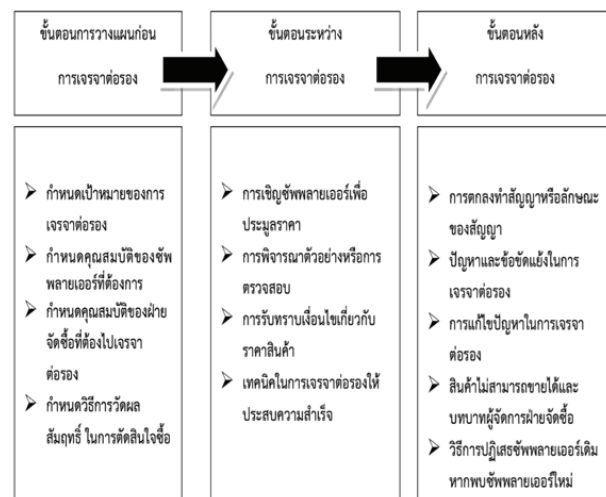 ขั้นตอนการวางแผนก่อน
การเจรจาต่อรอง
ขั้นตอนระหว่าง
การเจรจาต่อรอง
ขั้นตอนหลัง
การเจรจาต่อรอง
กำหนดเป้าหมายของการ
เจรจาต่อรอง
กำหนดคุณสมบัติของซัพ
พลายเออร์ที่ต้องการ
กำหนดคุณสมบัติของฝ่าย
จัดซื้อที่ต้องไปเจรจา
ต่อรอง
กำหนดวิธีการวัดผล
สัมฤทธิ์ ในการตัดสินใจซื้อ
การเชิญซัพพลายเออร์เพื่อ
ประมูลราคา
การพิจารณาตัวอย่างหรือการ
ตรวจสอบ
การรับทราบเงื่อนไขเกี่ยวกับ
ราคาสินค้า
เทคนิคในการเจรจาต่อรองให้
ประสบความสำเร็จ
การตกลงทำสัญญาหรือลักษณะ
ของสัญญา
ปัญหาและข้อขัดแย้งในการ
เจรจาต่อรอง
การแก้ไขปัญหาในการเจรจา
ต่อรอง
สินค้าไม่สามารถขายได้และ
บทบาทผู้จัดการฝ่ายจัดซื้อ
วิธีการปฏิเสธซัพพลายเออร์เดิม
หากพบซัพพลายเออร์ใหม่